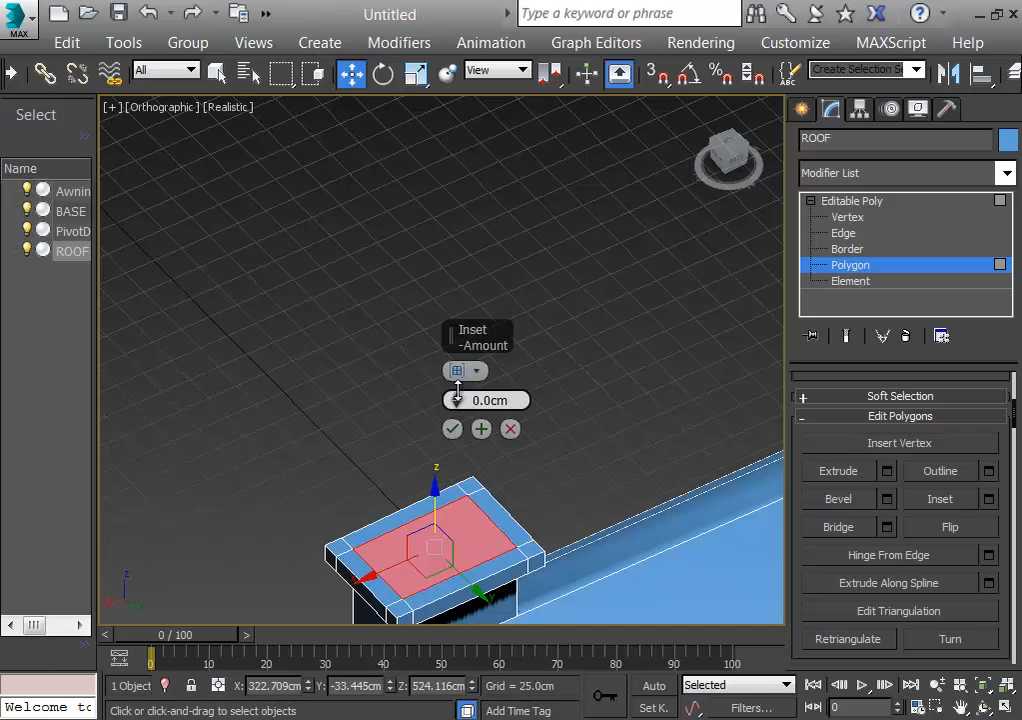 MAX
Untitled
Type a keyword or phrase
Edit Tools Group Views Create Modifiers Animation Graph Editors Rendering Customize MAXScript Help
All
View
3
ABC
Create Selection Se
Select
[+] [Orthographic] [Realistic]
Name
Awnin
BASE
PivotD
ROOF
ROOF
Modifier List
Editable Poly
Vertex
Edge
Border
Polygon
Element
Inset
-Amount
0.0cm
Soft Selection
Edit Polygons
Insert Vertex
Extrude Outline
Bevel Inset
Bridge Flip
Hinge From Edge
Extrude Along Spline
Edit Triangulation
Retriangulate Turn
z
y
z
0 / 100
0 10 20 30 40 50 60 70 80 90 100
1 Object X: 322.709cm Y: -33.445cm Z: 524.116cm Grid = 25.0cm Auto Selected
Welcome to Click or click-and-drag to select objects Add Time Tag Set K. Filters... 0